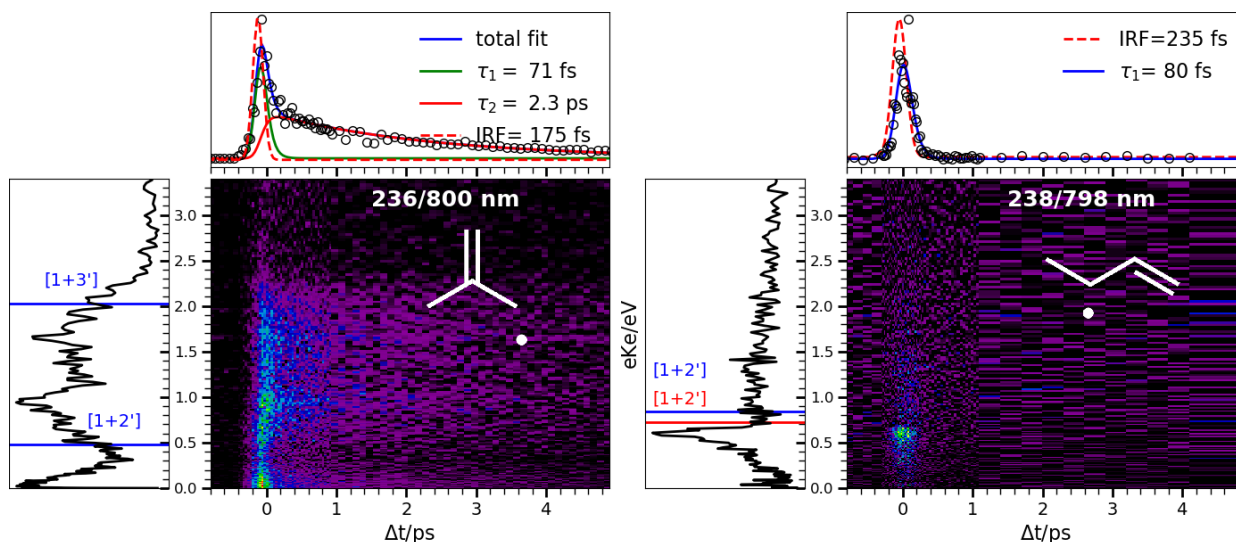 total fit
τ₁ = 71 fs
τ₂ = 2.3 ps
IRF= 175 fs
IRF=235 fs
τ₁= 80 fs
236/800 nm
[1+3']
[1+2']
3.5
3.0
2.5
2.0
1.5
1.0
0.5
0.0
0 1 2 3 4
Δt/ps
238/798 nm
eKe/eV
[1+2']
[1+2']
3.0
2.5
2.0
1.5
1.0
0.5
0.0
0 1 2 3 4
Δt/ps